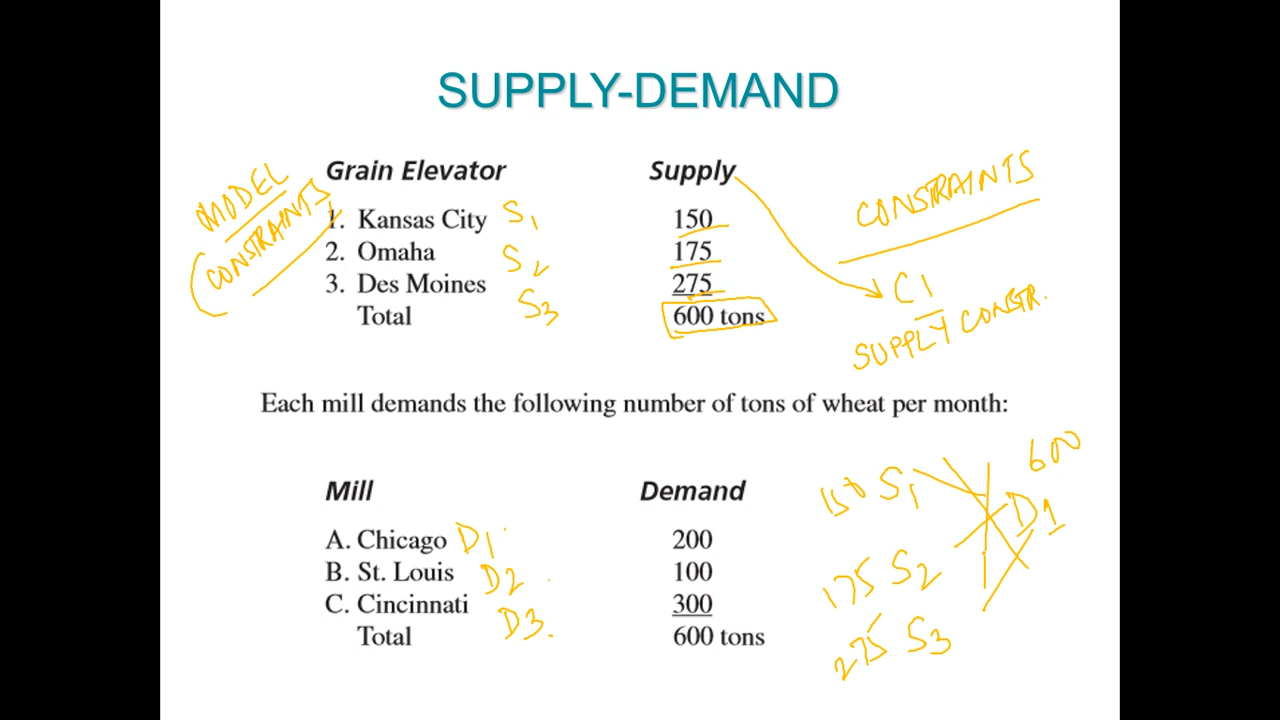 SUPPLY-DEMAND
Grain Elevator Supply
MODEL
(CONSTRAINTS
CONSTRAINTS
1. Kansas City S1 150
2. Omaha S2 175
3. Des Moines S3 275
Total 600 tons
C1
SUPPLY CONSTR.
Each mill demands the following number of tons of wheat per month:
Mill Demand
A. Chicago D1 200
B. St. Louis D2 100
C. Cincinnati D3. 300
Total 600 tons
600
150 S1
D1
175 S2
275 S3